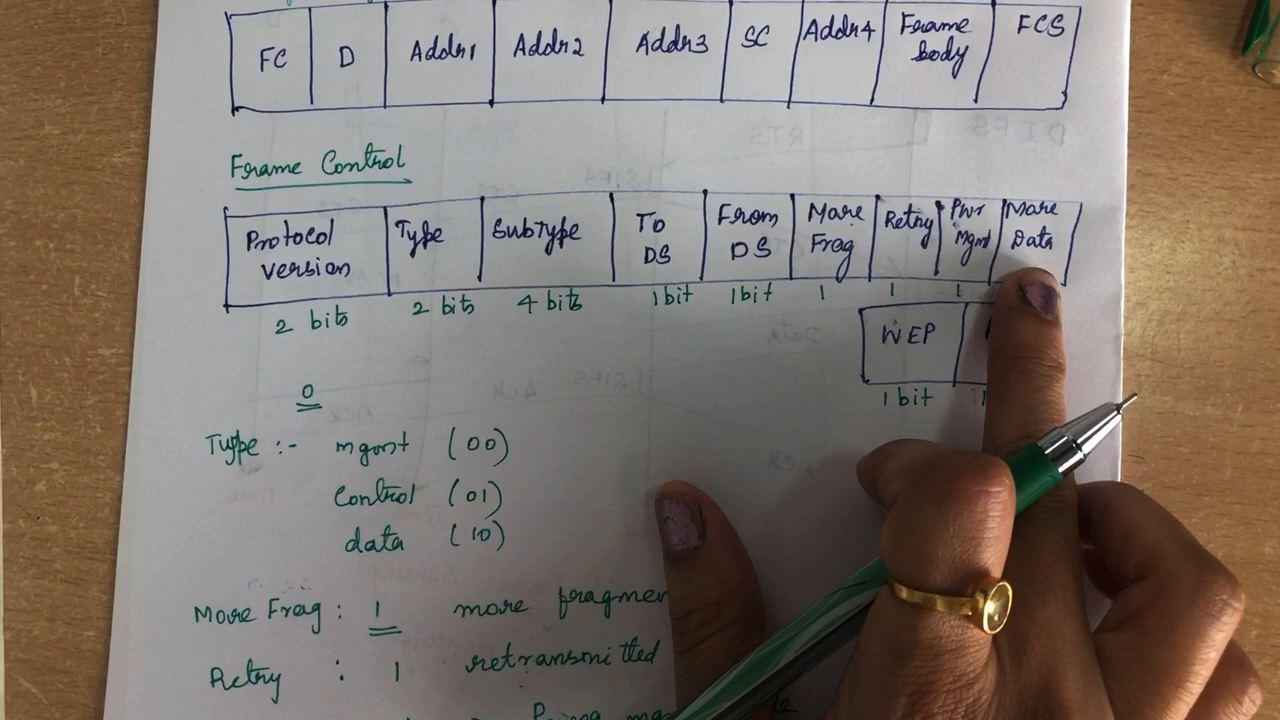 FC D Addr1 Addr2 Addr3 SC Addr4 Frame body FCS
Frame Control
Protocol version Type Subtype To DS From DS More Frag Retry Pwr Mgmt More Data
2 bits 2 bits 4 bits 1 bit 1 bit 1 1 1
WEP
1 bit
0
Type :- mgmt (00)
Control (01)
data (10)
More Frag : 1 more
Retry : 1 retransmitted